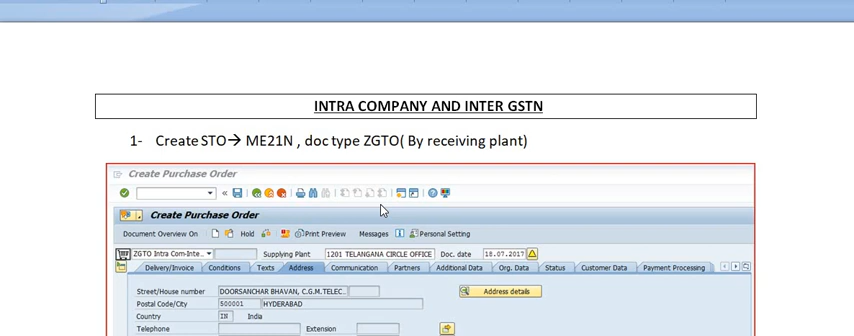 INTRA COMPANY AND INTER GSTN
1- Create STO→ ME21N , doc type ZGTO( By receiving plant)
Create Purchase Order
Create Purchase Order
Document Overview On Hold Print Preview Messages Personal Setting
ZGTO Intra Com-Inte.. Supplying Plant 1201 TELANGANA CIRCLE OFFICE Doc. date 18.07.2017
Delivery/Invoice Conditions Texts Address Communication Partners Additional Data Org. Data Status Customer Data Payment Processing
Street/House number DOORSANCHAR BHAVAN, C.G.M.TELEC.. Address details
Postal Code/City 500001 HYDERABAD
Country IN India
Telephone Extension